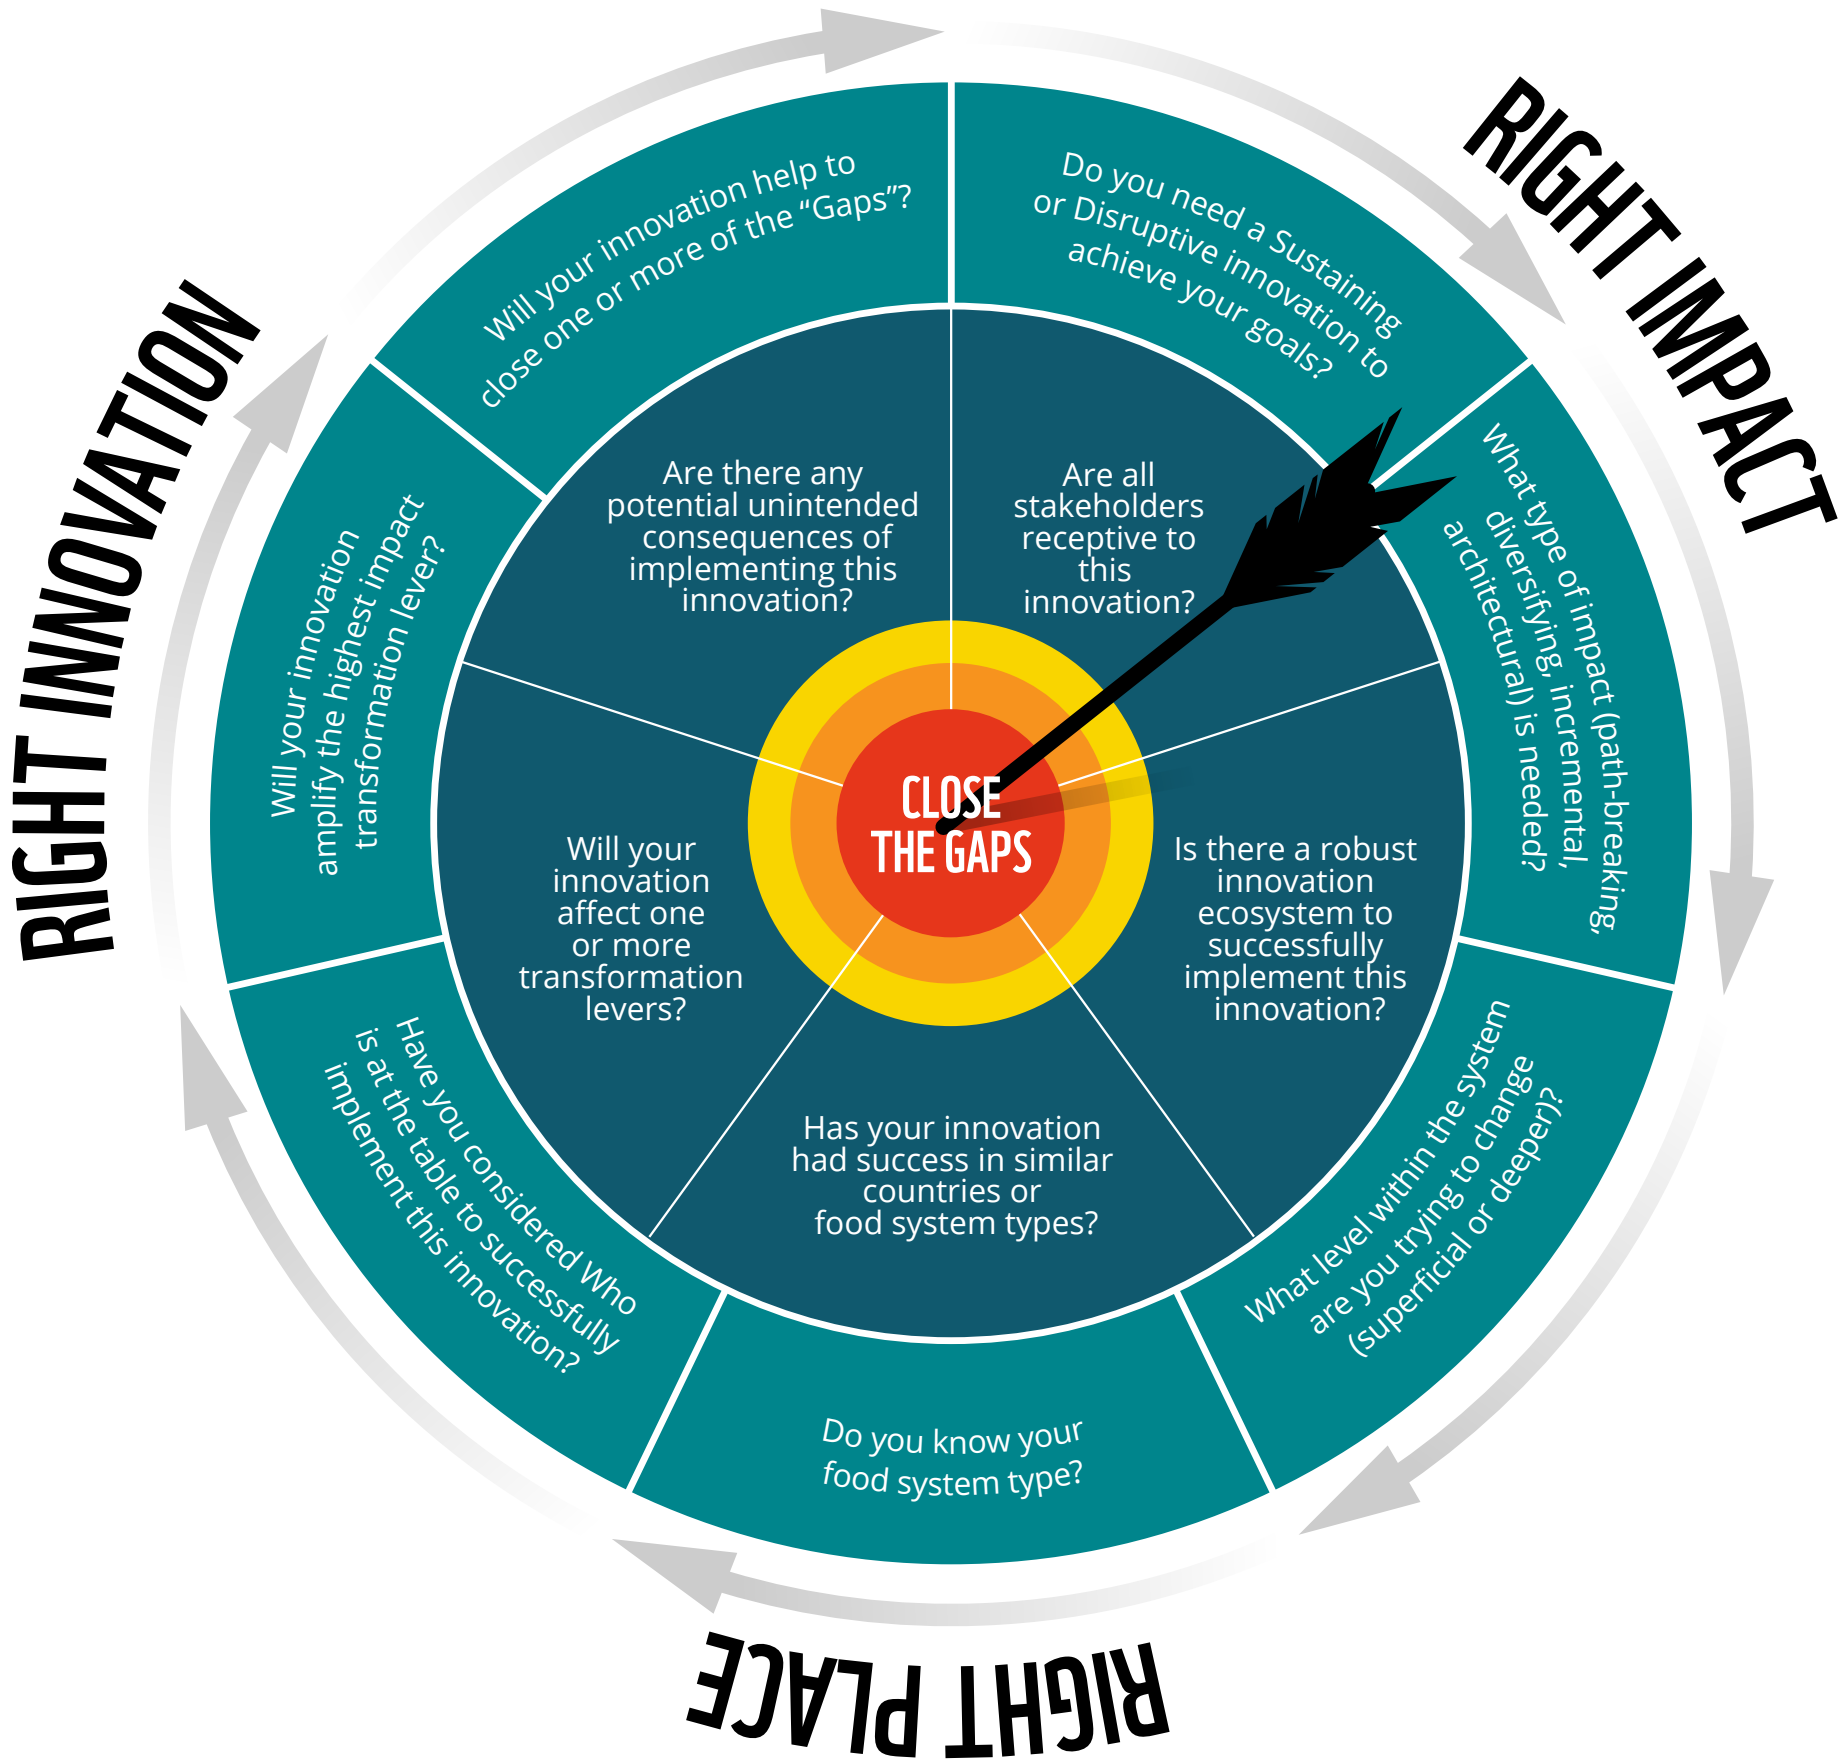 RIGHT INNOVATION
RIGHT IMPACT
RIGHT PLACE
Will your innovation help to
close one or more of the “Gaps”?
Do you need a Sustaining
or Disruptive innovation to
achieve your goals?
What type of impact (path-breaking,
diversifying, incremental,
architectural) is needed?
What level within the system
are you trying to change
(superficial or deeper)?
Do you know your
food system type?
Have you considered Who
is at the table to successfully
implement this innovation?
Will your innovation
amplify the highest impact
transformation lever?
Are there any
potential unintended
consequences of
implementing this
innovation?
Are all
stakeholders
receptive to
this
innovation?
Is there a robust
innovation
ecosystem to
successfully
implement this
innovation?
Has your innovation
had success in similar
countries or
food system types?
Will your
innovation
affect one
or more
transformation
levers?
CLOSE
THE GAPS